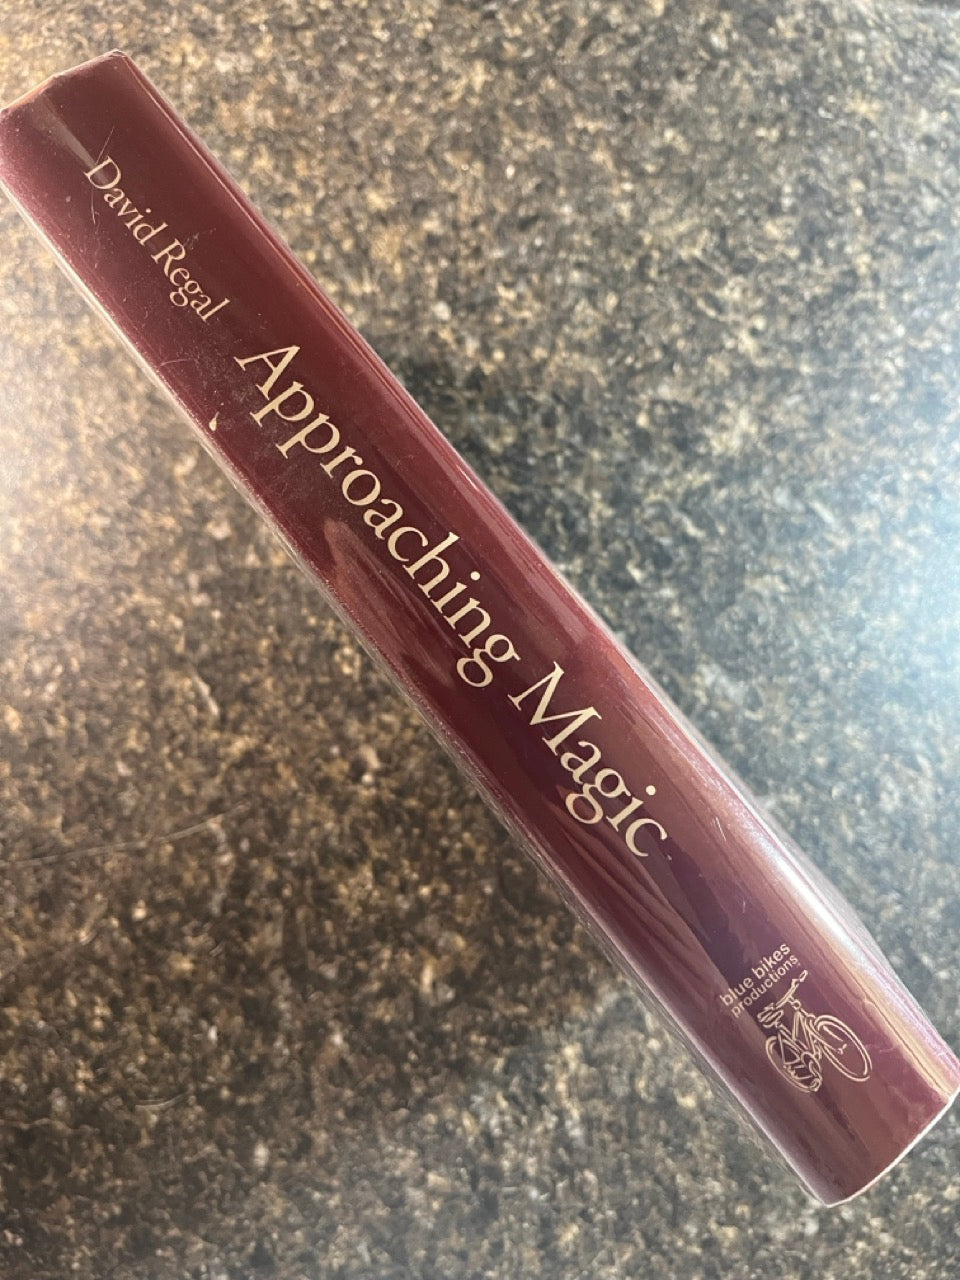 David Regal
Approaching Magic
blue bikes
productions